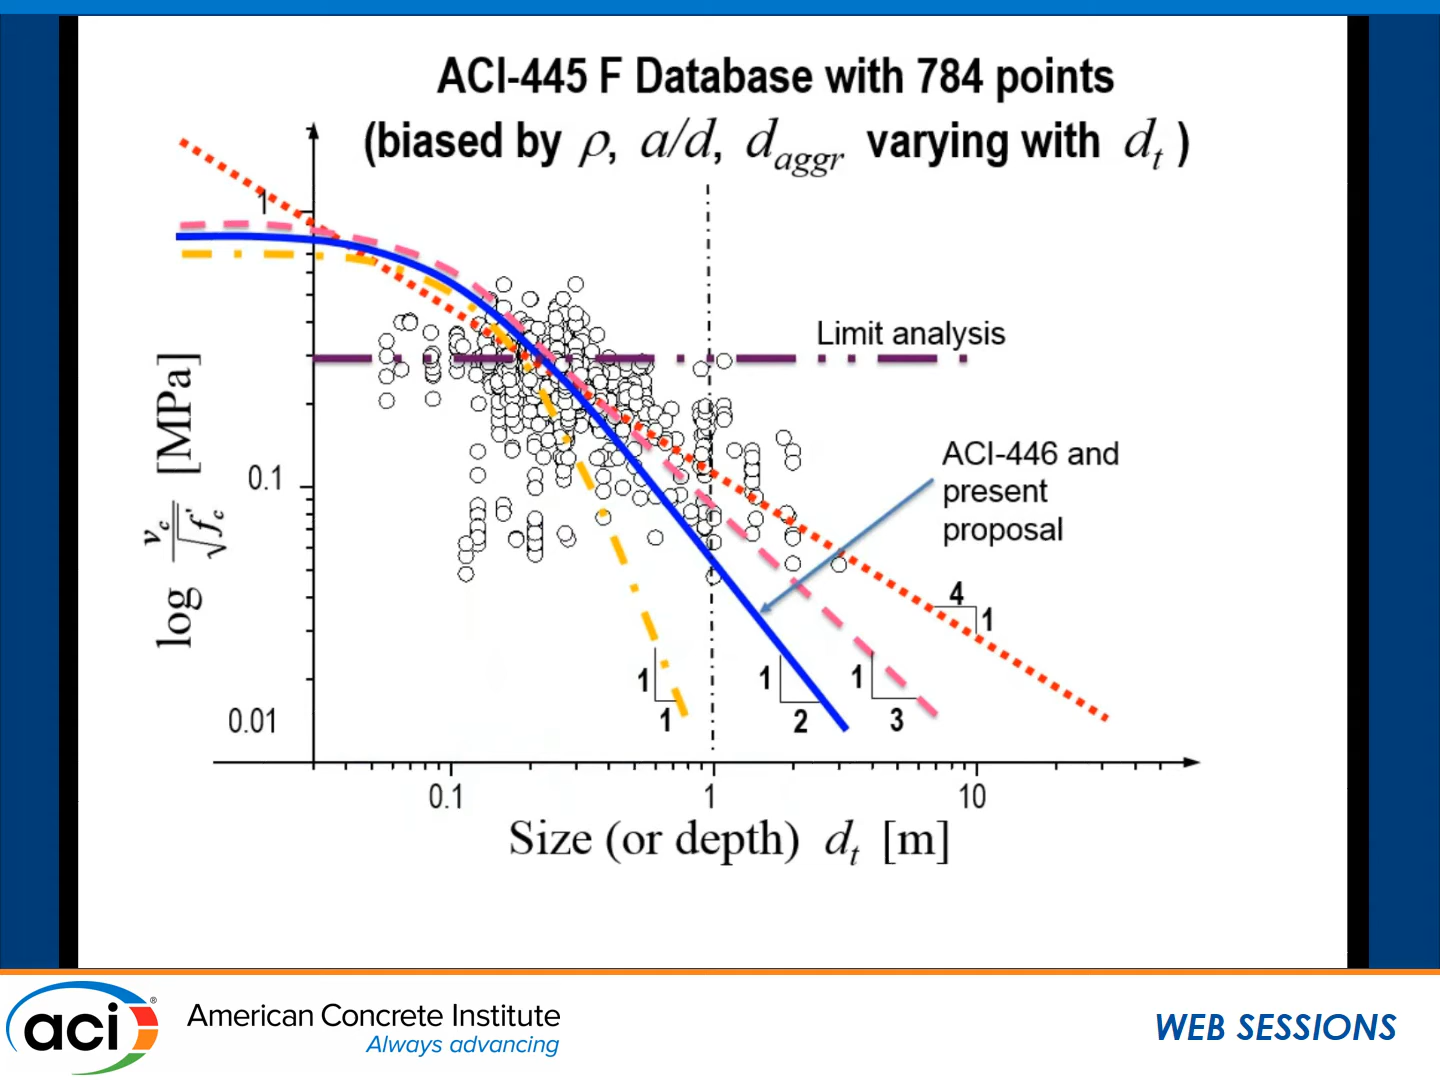 ACI-445 F Database with 784 points
(biased by ρ, a/d, d_aggr varying with d_t )
1
Limit analysis
log v_c / √f'_c [MPa]
0.1
ACI-446 and
present
proposal
4
1
1
1
1
2
1
3
0.01
0.1
1
10
Size (or depth) d_t [m]
aci®
American Concrete Institute
Always advancing
WEB SESSIONS